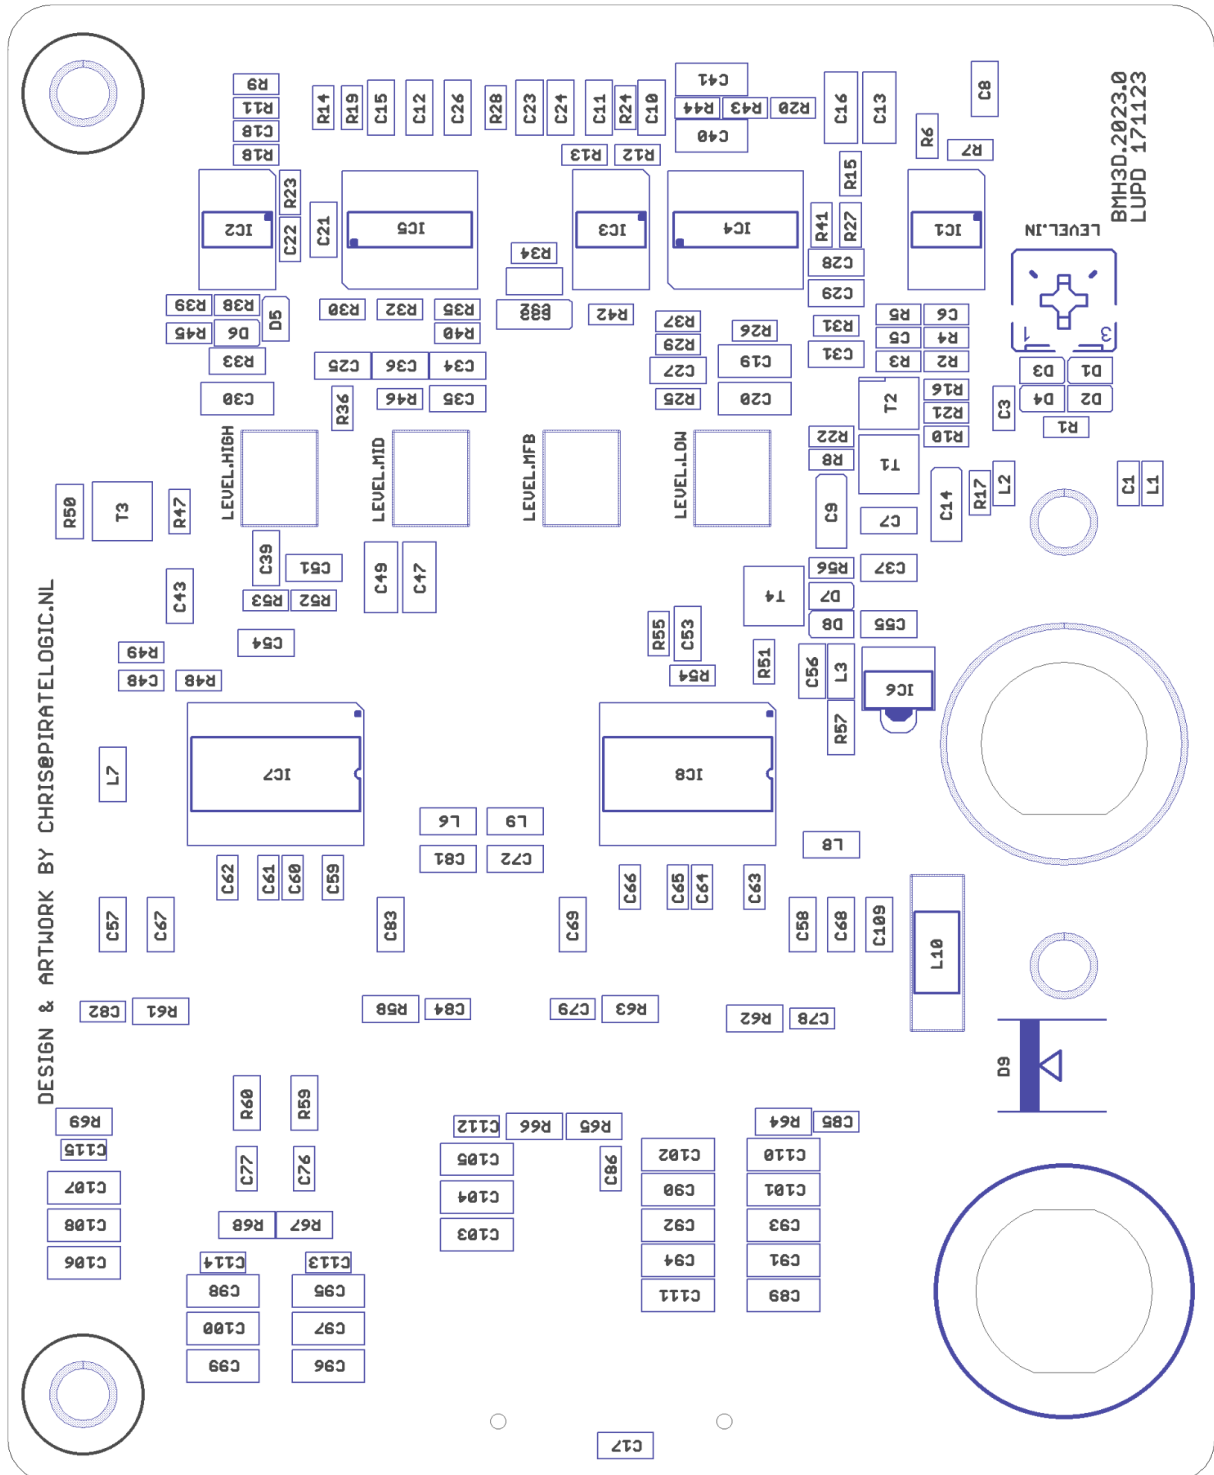 C41
R9
R14
R19
C15
C12
C26
R28
C23
C24
C11
R24
C10
R44
R43
R20
C16
C13
C8
BMH3D.2023.0
LUPD 171123
R11
C18
R18
C40
R13
R12
R6
R7
R15
R23
C22
C21
IC2
IC5
IC3
IC4
R41
R27
IC1
LEVEL.IN
R34
C28
C29
R39
R38
D5
R30
R32
R35
C32
R42
R37
R26
R31
R5
C6
R45
D6
R40
R29
C5
R4
1
3
R33
C25
C36
C34
C27
C19
C31
R3
R2
D3
D1
C30
R36
R46
C35
R25
C20
T2
R16
R21
R10
C3
D4
D2
R1
LEVEL.HIGH
LEVEL.MID
LEVEL.MFB
LEVEL.LOW
R22
R8
T1
R50
T3
R47
C9
C7
C14
R17
L2
C1
L1
C39
C51
C49
C47
R56
C37
C43
R53
R52
T4
D7
D8
C55
DESIGN & ARTWORK BY CHRIS@PIRATELOGIC.NL
R49
C54
R55
C53
R51
C56
L3
IC6
C48
R48
R54
R57
L7
IC7
IC8
L6
L9
L8
C81
C72
C62
C61
C60
C59
C66
C65
C64
C63
C57
C67
C83
C69
C58
C68
C109
L10
C82
R61
R58
C84
C79
R63
R62
C78
D9
R60
R59
R69
C115
C112
R66
R65
R64
C85
C77
C76
C105
C86
C102
C110
C107
C104
C90
C101
C108
R68
R67
C103
C92
C93
C106
C114
C113
C94
C91
C98
C95
C111
C89
C100
C97
C99
C96
C17